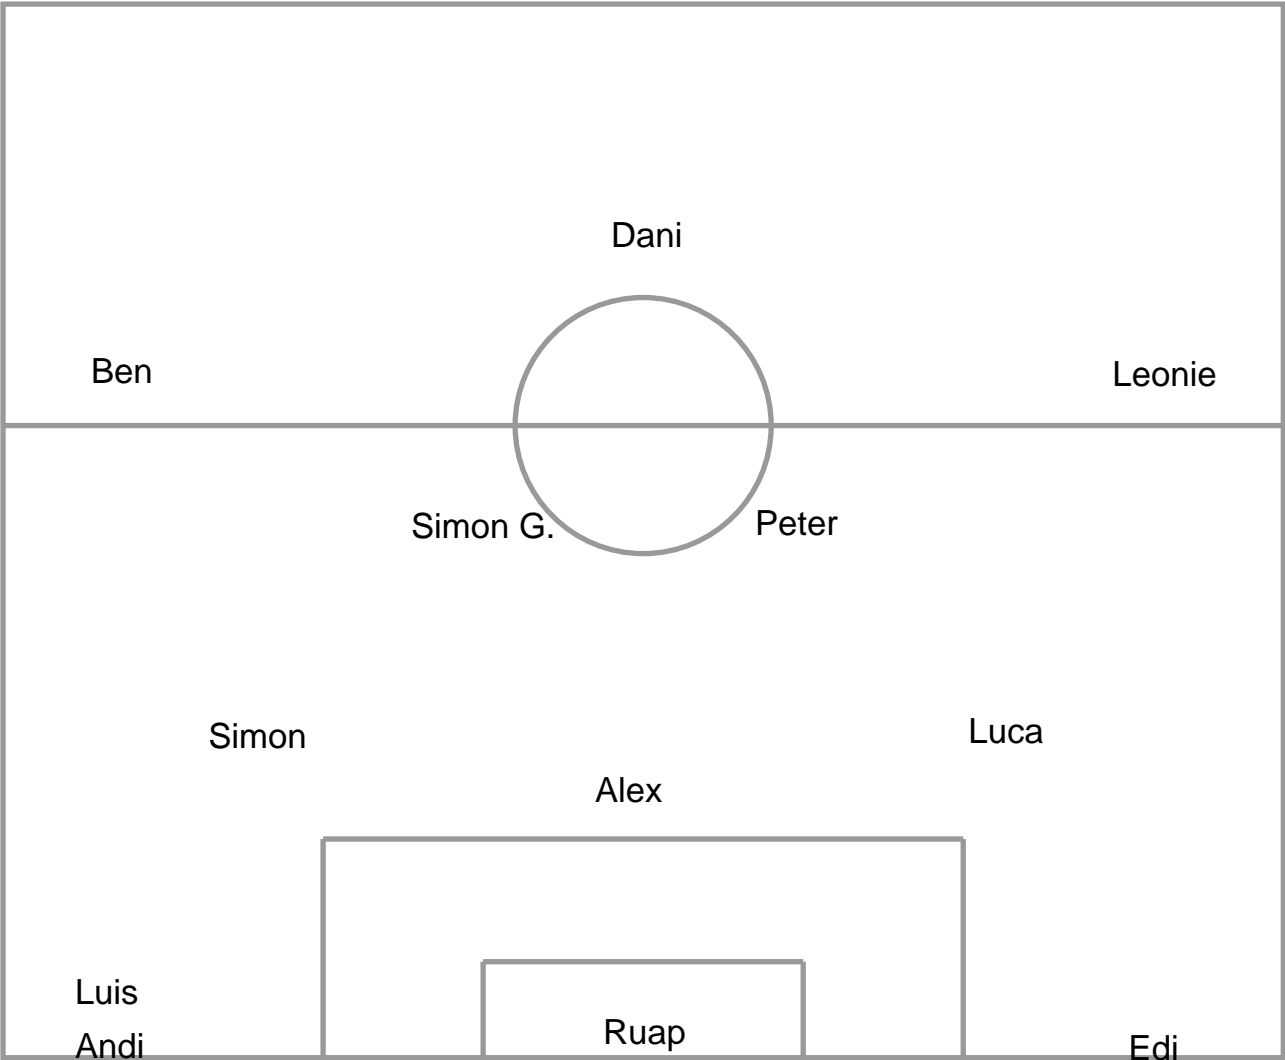 Dani
Ben
Leonie
Simon G.
Peter
Simon
Luca
Alex
Luis
Ruap
Andi
Edi